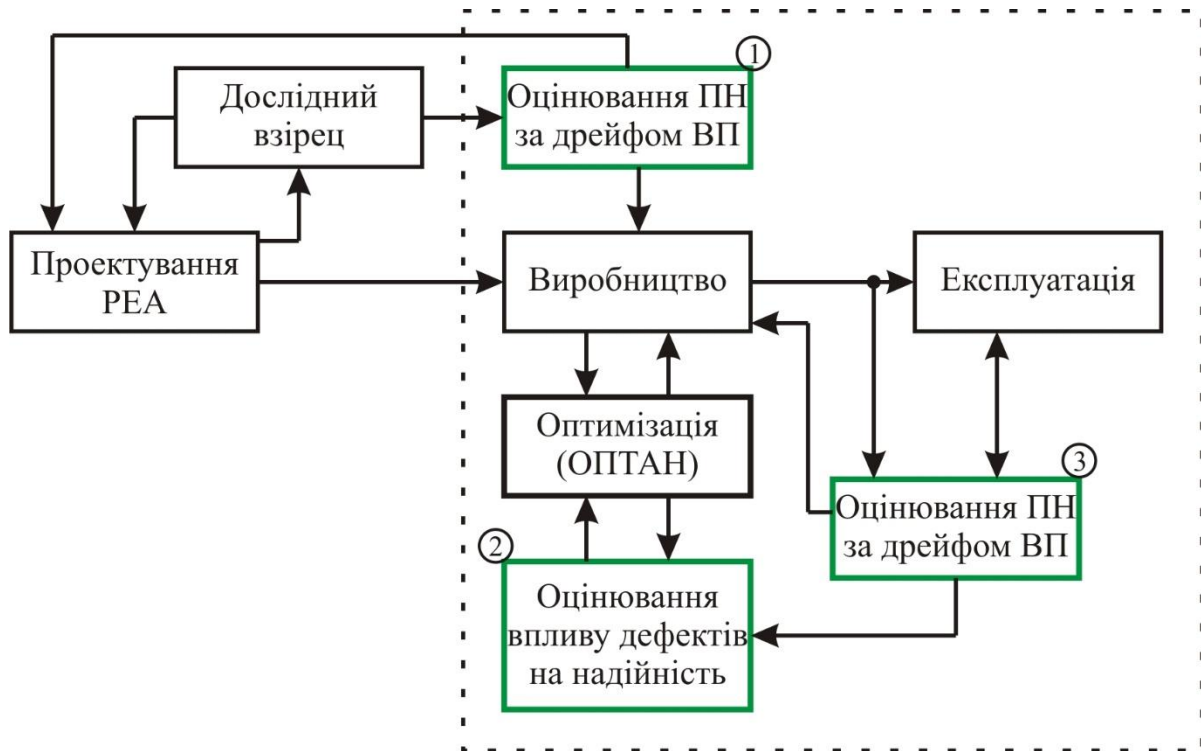 1
Дослідний
взірец
Оцінювання ПН
за дрейфом ВП
Проектування
РЕА
Виробництво
Експлуатація
Оптимізація
(ОПТАН)
3
Оцінювання ПН
за дрейфом ВП
2
Оцінювання
впливу дефектів
на надійність